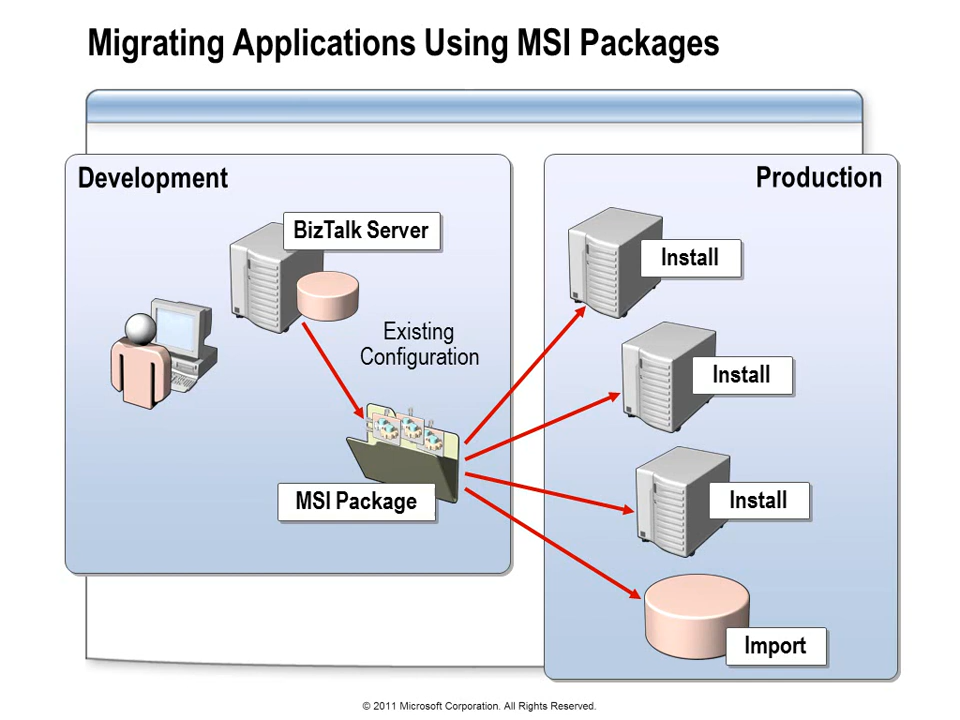 Migrating Applications Using MSI Packages
Development
Production
BizTalk Server
Install
Existing
Configuration
Install
MSI Package
Install
Import
© 2011 Microsoft Corporation. All Rights Reserved.